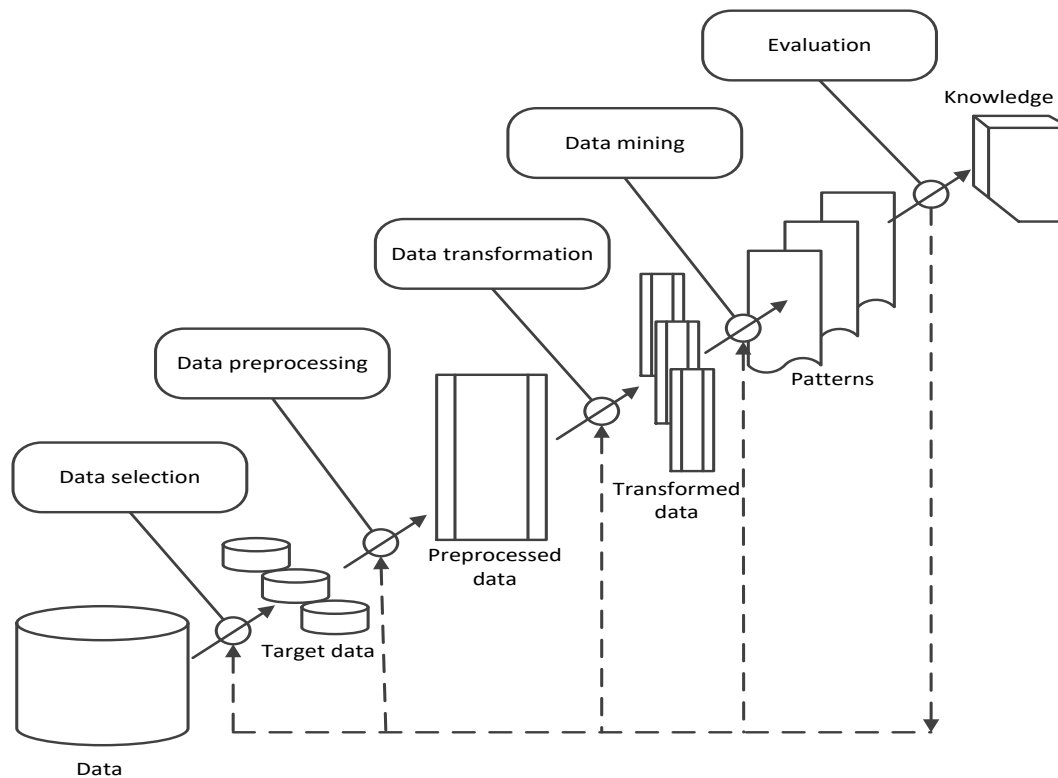 Evaluation
Knowledge
Data mining
Data transformation
Patterns
Data preprocessing
Transformed
data
Data selection
Preprocessed
data
Target data
Data